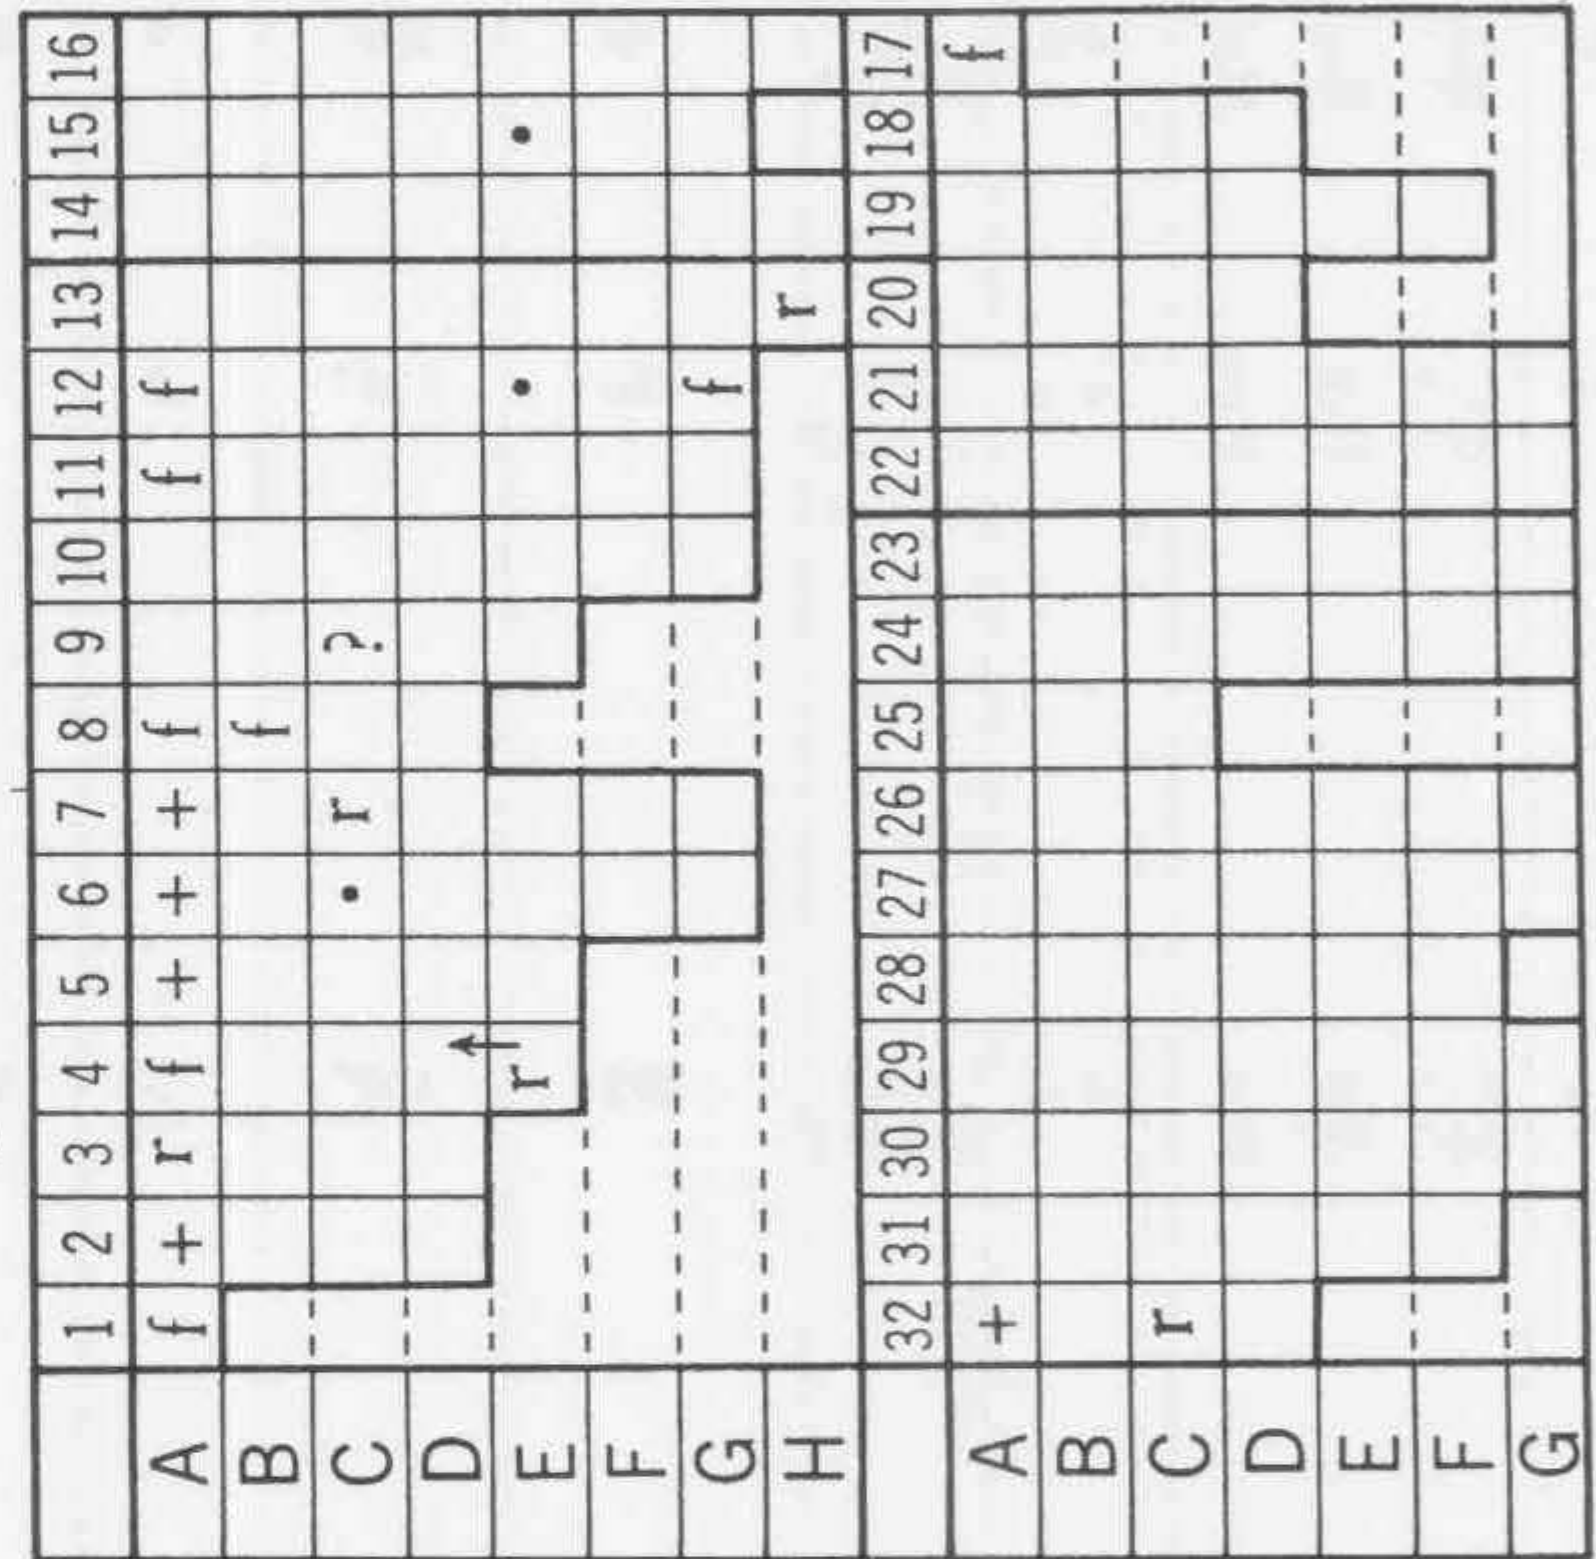 1 2 3 4 5 6 7 8 9 10 11 12 13 14 15 16
A f + r f + + + f f f
B f
C • r ?
D
E r ↑ • •
F
G f
H r
32 31 30 29 28 27 26 25 24 23 22 21 20 19 18 17
A + f
B
C r
D
E
F
G